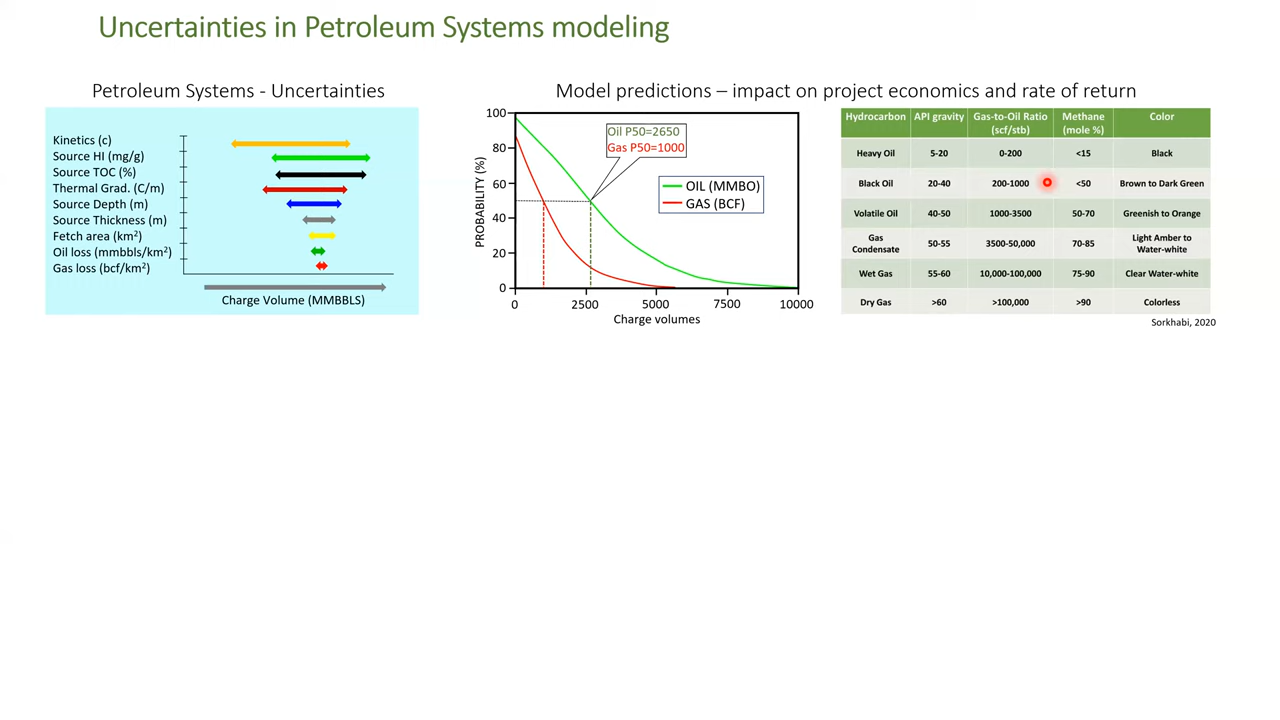 Uncertainties in Petroleum Systems modeling
Petroleum Systems - Uncertainties
Kinetics (c)
Source HI (mg/g)
Source TOC (%)
Thermal Grad. (C/m)
Source Depth (m)
Source Thickness (m)
Fetch area (km²)
Oil loss (mmbbls/km²)
Gas loss (bcf/km²)
Charge Volume (MMBBLS)
Model predictions – impact on project economics and rate of return
PROBABILITY (%)
100
80
60
40
20
0
Oil P50=2650
Gas P50=1000
OIL (MMBO)
GAS (BCF)
0 2500 5000 7500 10000
Charge volumes
Hydrocarbon API gravity Gas-to-Oil Ratio (scf/stb) Methane (mole %) Color
Heavy Oil 5-20 0-200 <15 Black
Black Oil 20-40 200-1000 <50 Brown to Dark Green
Volatile Oil 40-50 1000-3500 50-70 Greenish to Orange
Gas Condensate 50-55 3500-50,000 70-85 Light Amber to Water-white
Wet Gas 55-60 10,000-100,000 75-90 Clear Water-white
Dry Gas >60 >100,000 >90 Colorless
Sorkhabi, 2020